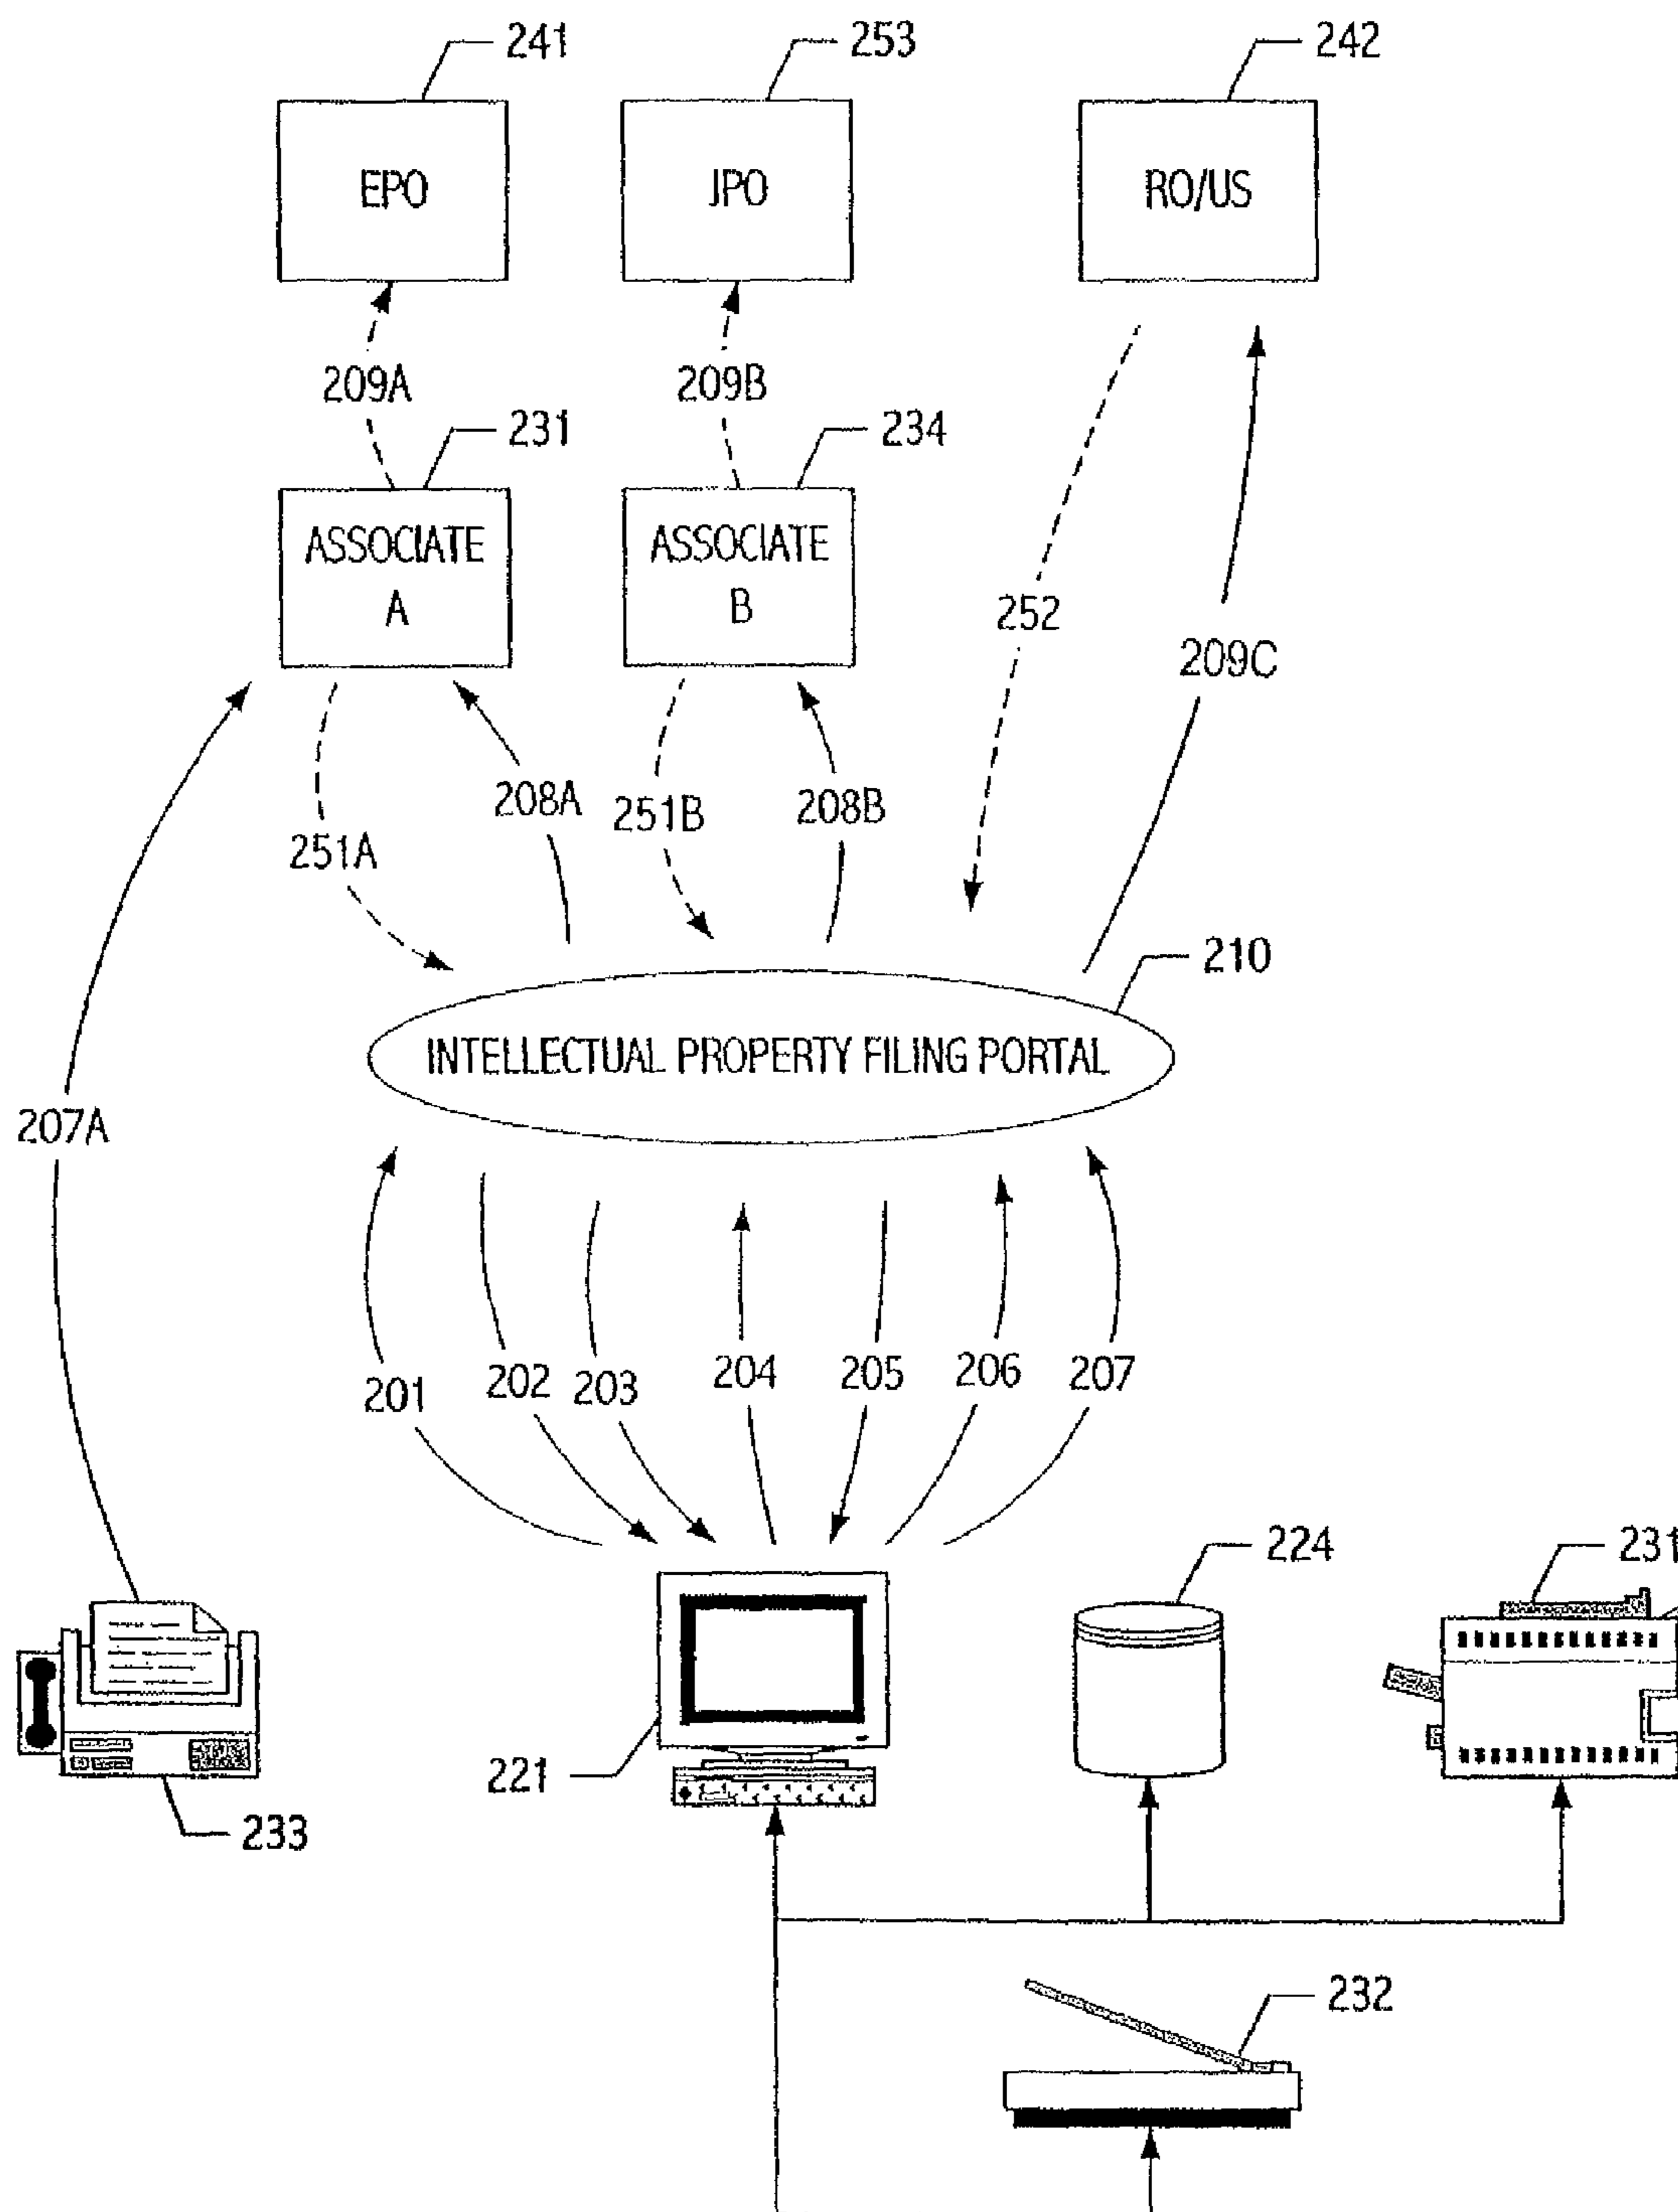 241
253
242
EPO
JPO
RO/US
209A
209B
231
234
ASSOCIATE
A
ASSOCIATE
B
252
209C
208A
251B
208B
251A
210
INTELLECTUAL PROPERTY FILING PORTAL
207A
201
202
203
204
205
206
207
224
231
221
233
232